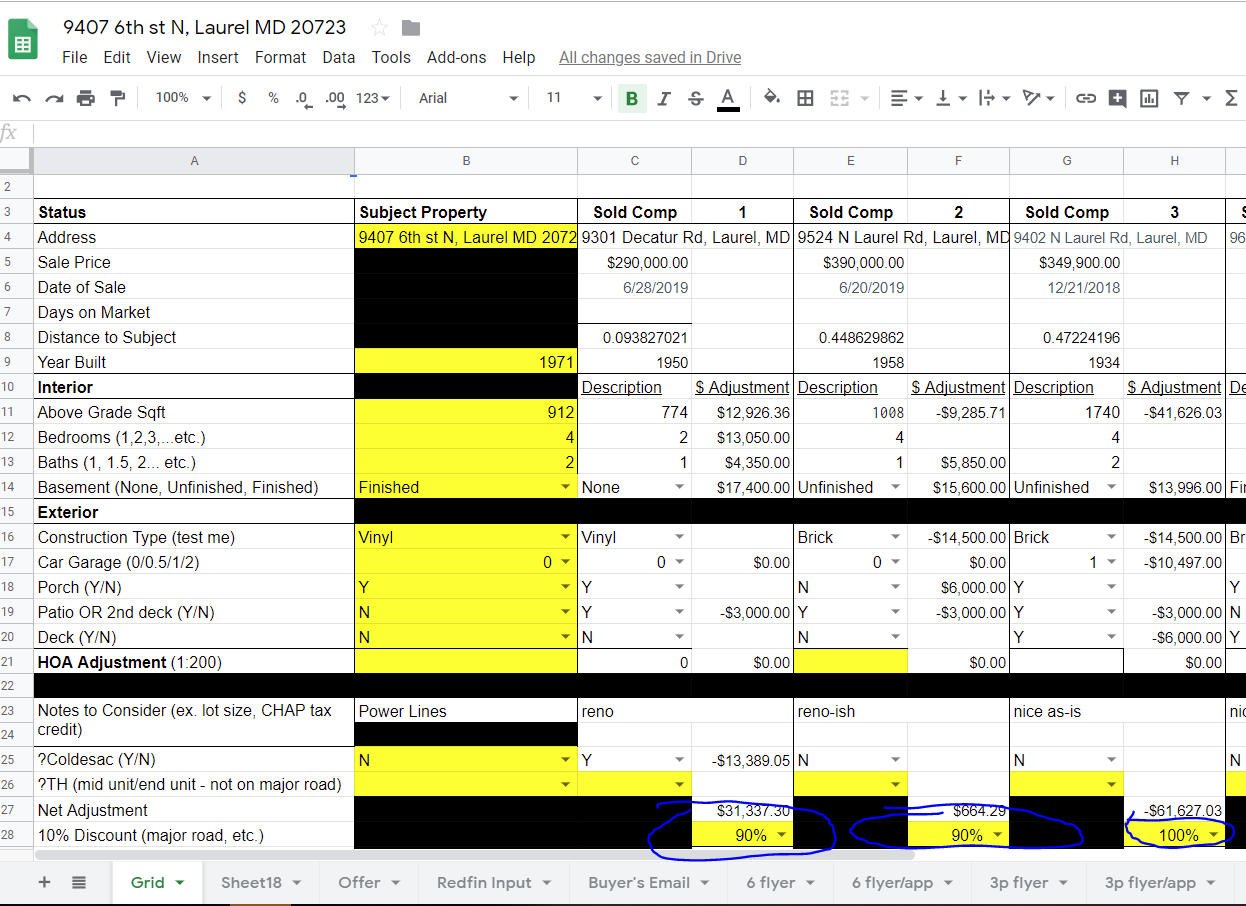 9407 6th st N, Laurel MD 20723
File Edit View Insert Format Data Tools Add-ons Help All changes saved in Drive
100% $ % .0 .00 123 Arial 11 B I S A Σ
fx
A B C D E F G H
2
3 Status Subject Property Sold Comp 1 Sold Comp 2 Sold Comp 3
4 Address 9407 6th st N, Laurel MD 2072 9301 Decatur Rd, Laurel, MD 9524 N Laurel Rd, Laurel, MD 9402 N Laurel Rd, Laurel, MD 96
5 Sale Price $290,000.00 $390,000.00 $349,900.00
6 Date of Sale 6/28/2019 6/20/2019 12/21/2018
7 Days on Market
8 Distance to Subject 0.093827021 0.448629862 0.47224196
9 Year Built 1971 1950 1958 1934
10 Interior Description $ Adjustment Description $ Adjustment Description $ Adjustment De
11 Above Grade Sqft 912 774 $12,926.36 1008 -$9,285.71 1740 -$41,626.03
12 Bedrooms (1,2,3,...etc.) 4 2 $13,050.00 4 4
13 Baths (1, 1.5, 2... etc.) 2 1 $4,350.00 1 $5,850.00 2
14 Basement (None, Unfinished, Finished) Finished None $17,400.00 Unfinished $15,600.00 Unfinished $13,996.00 Fi
15 Exterior
16 Construction Type (test me) Vinyl Vinyl Brick -$14,500.00 Brick -$14,500.00 Br
17 Car Garage (0/0.5/1/2) 0 0 $0.00 0 $0.00 1 -$10,497.00
18 Porch (Y/N) Y Y N $6,000.00 Y Y
19 Patio OR 2nd deck (Y/N) N Y -$3,000.00 Y -$3,000.00 Y -$3,000.00 N
20 Deck (Y/N) N N N Y -$6,000.00 Y
21 HOA Adjustment (1:200) 0 $0.00 $0.00 $0.00
22
23 Notes to Consider (ex. lot size, CHAP tax Power Lines reno reno-ish nice as-is nic
24 credit)
25 ?Coldesac (Y/N) N Y -$13,389.05 N N N
26 ?TH (mid unit/end unit - not on major road)
27 Net Adjustment $31,337.30 $664.29 -$61,627.03
28 10% Discount (major road, etc.) 90% 90% 100%
+ Grid Sheet18 Offer Redfin Input Buyer's Email 6 flyer 6 flyer/app 3p flyer 3p flyer/app